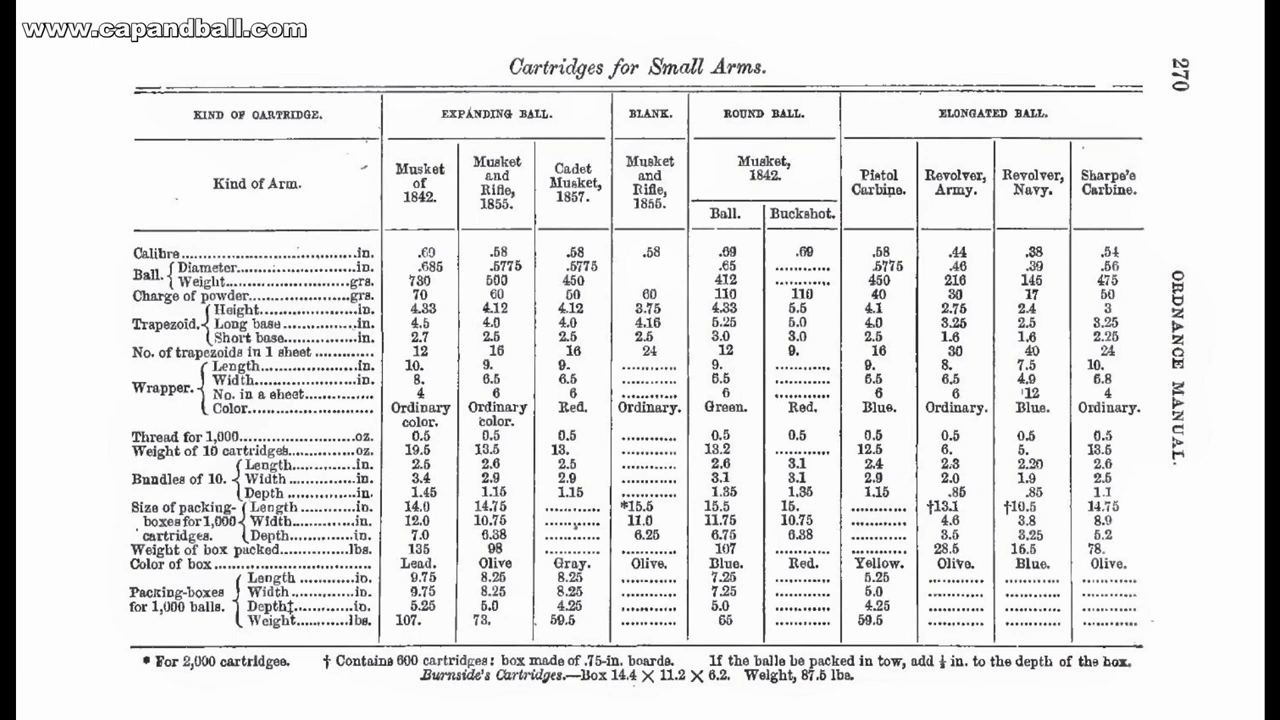 www.capandball.com
Cartridges for Small Arms.
270
KIND OF CARTRIDGE. EXPANDING BALL. BLANK. ROUND BALL. ELONGATED BALL.
Kind of Arm. Musket of 1842. Musket and Rifle, 1855. Cadet Musket, 1857. Musket and Rifle, 1855. Musket, 1842. Pistol Carbine. Revolver, Army. Revolver, Navy. Sharpe's Carbine.
Ball. Buckshot.
Calibre in. .69 .58 .58 .58 .69 .69 .58 .44 .38 .54
Ball. Diameter in. .685 .5775 .5775 .65 .5775 .46 .39 .56
Weight grs. 730 500 450 412 450 216 145 475
Charge of powder grs. 70 60 50 60 110 110 40 30 17 50
Trapezoid. Height in. 4.33 4.12 4.12 3.75 4.33 5.5 4.1 2.75 2.4 3
Long base in. 4.5 4.0 4.0 4.16 5.25 5.0 4.0 3.25 2.5 3.25
Short base in. 2.7 2.5 2.5 2.5 3.0 3.0 2.5 1.6 1.6 2.25
No. of trapezoids in 1 sheet 12 16 16 24 12 9. 16 30 40 24
Wrapper. Length in. 10. 9. 9. 9. 9. 8. 7.5 10.
Width in. 8. 6.5 6.5 6.5 6.5 6.5 4.9 6.8
No. in a sheet 4 6 6 6 6 6 12 4
Color Ordinary color. Ordinary color. Red. Ordinary. Green. Red. Blue. Ordinary. Blue. Ordinary.
Thread for 1,000 oz. 0.5 0.5 0.5 0.5 0.5 0.5 0.5 0.5 0.5
Weight of 10 cartridges oz. 19.5 13.5 13. 13.2 12.5 6. 5. 13.5
Bundles of 10. Length in. 2.5 2.6 2.5 2.6 3.1 2.4 2.3 2.20 2.6
Width in. 3.4 2.9 2.9 3.1 3.1 2.9 2.0 1.9 2.5
Depth in. 1.45 1.15 1.15 1.35 1.35 1.15 .85 .85 1.1
Size of packing-boxes for 1,000 cartridges. Length in. 14.0 14.75 *15.5 15.5 15. †13.1 †10.5 14.75
Width in. 12.0 10.75 11.0 11.75 10.75 4.6 3.8 8.9
Depth in. 7.0 6.38 6.25 6.75 6.38 3.5 3.25 5.2
Weight of box packed lbs. 135 98 107 28.5 16.5 78.
Color of box Lead. Olive Gray. Olive. Blue. Red. Yellow. Olive. Blue. Olive.
Packing-boxes for 1,000 balls. Length in. 9.75 8.25 8.25 7.25 5.25
Width in. 9.75 8.25 8.25 7.25 5.0
Depth‡ in. 5.25 5.0 4.25 5.0 4.25
Weight lbs. 107. 73. 59.5 65 59.5
* For 2,000 cartridges. † Contains 600 cartridges: box made of .75-in. boards. If the balls be packed in tow, add ½ in. to the depth of the box.
Burnside's Cartridges.—Box 14.4 × 11.2 × 6.2. Weight, 87.5 lbs.
ORDNANCE MANUAL.